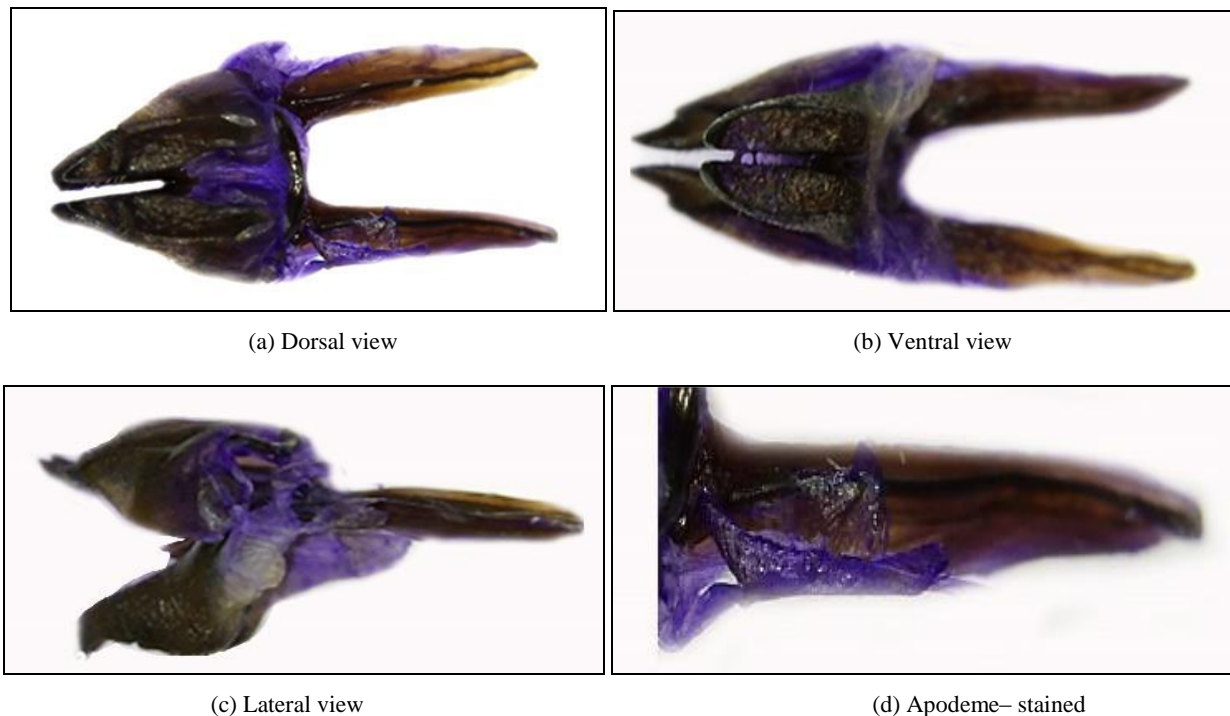 (a) Dorsal view
(b) Ventral view
(c) Lateral view
(d) Apodeme– stained